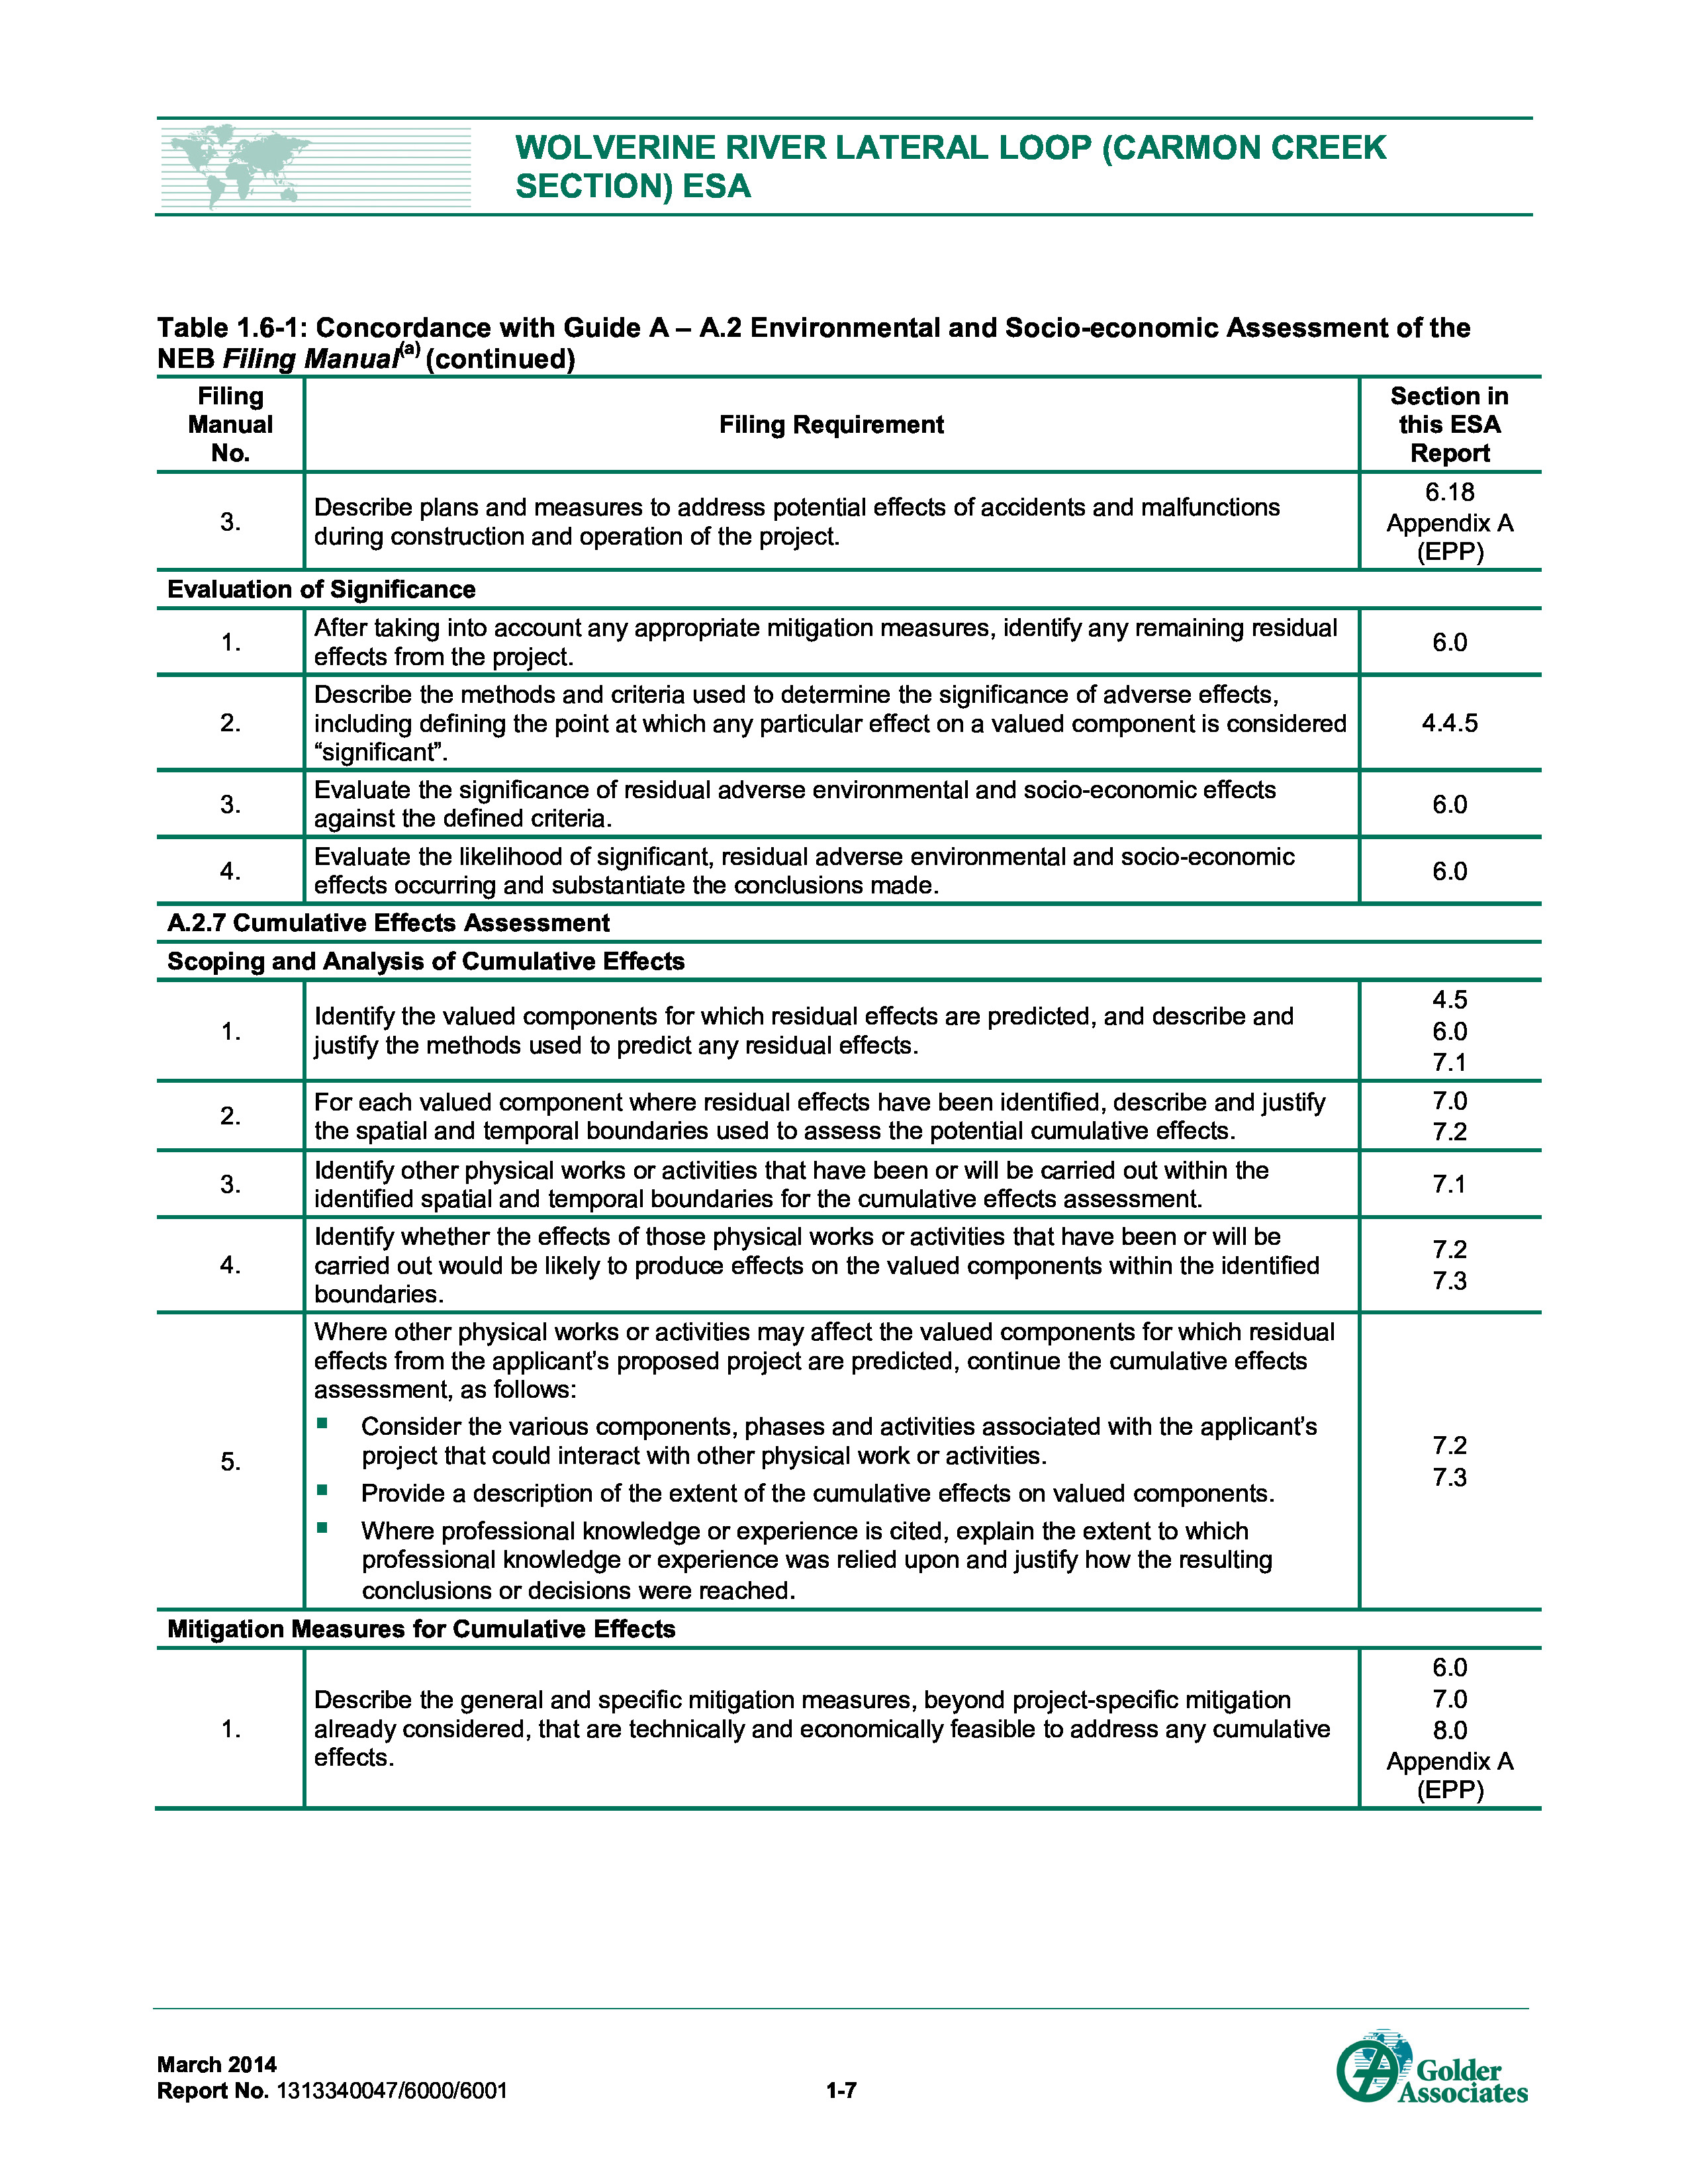 WOLVERINE RIVER LATERAL LOOP (CARMON CREEK
SECTION) ESA
Table 1.6-1: Concordance with Guide A – A.2 Environmental and Socio-economic Assessment of the
NEB Filing Manual(a) (continued)
Filing
Manual
No.
Filing Requirement
Section in
this ESA
Report
3.
Describe plans and measures to address potential effects of accidents and malfunctions
during construction and operation of the project.
6.18
Appendix A
(EPP)
Evaluation of Significance
1.
After taking into account any appropriate mitigation measures, identify any remaining residual
effects from the project.
6.0
2.
Describe the methods and criteria used to determine the significance of adverse effects,
including defining the point at which any particular effect on a valued component is considered
“significant”.
4.4.5
3.
Evaluate the significance of residual adverse environmental and socio-economic effects
against the defined criteria.
6.0
4.
Evaluate the likelihood of significant, residual adverse environmental and socio-economic
effects occurring and substantiate the conclusions made.
6.0
A.2.7 Cumulative Effects Assessment
Scoping and Analysis of Cumulative Effects
1.
Identify the valued components for which residual effects are predicted, and describe and
justify the methods used to predict any residual effects.
4.5
6.0
7.1
2.
For each valued component where residual effects have been identified, describe and justify
the spatial and temporal boundaries used to assess the potential cumulative effects.
7.0
7.2
3.
Identify other physical works or activities that have been or will be carried out within the
identified spatial and temporal boundaries for the cumulative effects assessment.
7.1
4.
Identify whether the effects of those physical works or activities that have been or will be
carried out would be likely to produce effects on the valued components within the identified
boundaries.
7.2
7.3
5.
Where other physical works or activities may affect the valued components for which residual
effects from the applicant’s proposed project are predicted, continue the cumulative effects
assessment, as follows:
▪ Consider the various components, phases and activities associated with the applicant’s
project that could interact with other physical work or activities.
▪ Provide a description of the extent of the cumulative effects on valued components.
▪ Where professional knowledge or experience is cited, explain the extent to which
professional knowledge or experience was relied upon and justify how the resulting
conclusions or decisions were reached.
7.2
7.3
Mitigation Measures for Cumulative Effects
1.
Describe the general and specific mitigation measures, beyond project-specific mitigation
already considered, that are technically and economically feasible to address any cumulative
effects.
6.0
7.0
8.0
Appendix A
(EPP)
March 2014
Report No. 1313340047/6000/6001
1-7
Golder
Associates